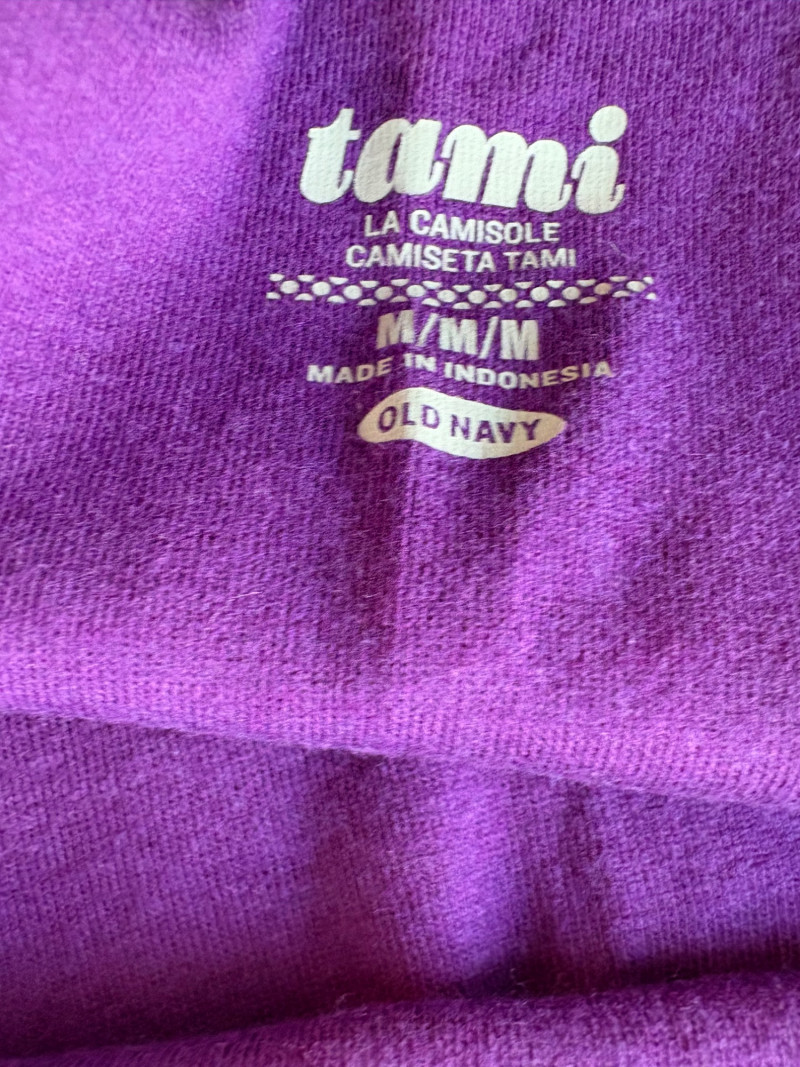 tami
LA CAMISOLE
CAMISETA TAMI
M/M/M
MADE IN INDONESIA
OLD NAVY